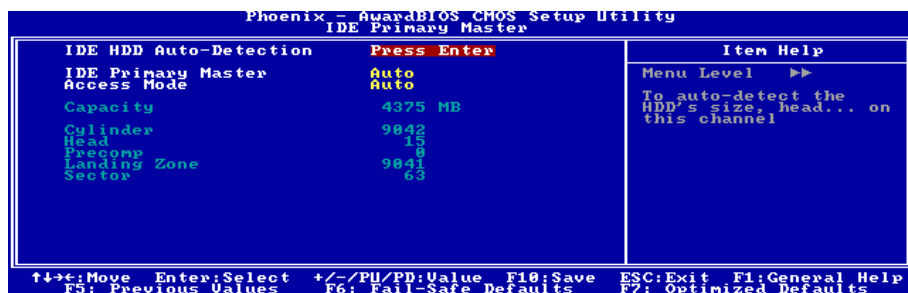 Phoenix - AwardBIOS CMOS Setup Utility
IDE Primary Master
IDE HDD Auto-Detection Press Enter
IDE Primary Master Auto
Access Mode Auto
Capacity 4375 MB
Cylinder 9042
Head 15
Precomp 0
Landing Zone 9041
Sector 63
Item Help
Menu Level ►►
To auto-detect the
HDD's size, head... on
this channel
↑↓→←:Move Enter:Select +/-/PU/PD:Value F10:Save ESC:Exit F1:General Help
F5: Previous Values F6: Fail-Safe Defaults F7: Optimized Defaults